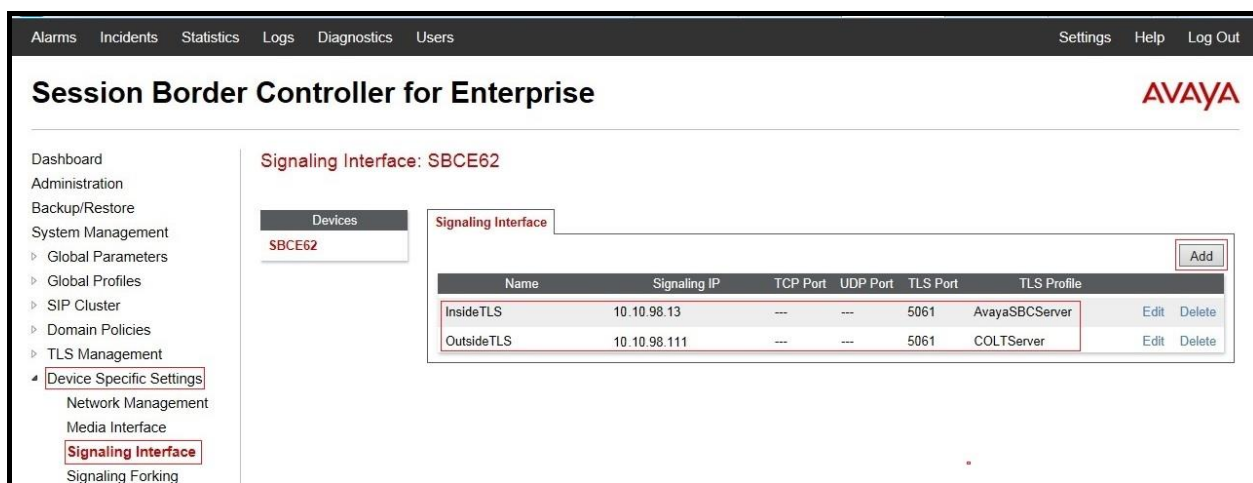 Alarms Incidents Statistics Logs Diagnostics Users Settings Help Log Out
Session Border Controller for Enterprise AVAYA
Dashboard
Administration
Backup/Restore
System Management
Global Parameters
Global Profiles
SIP Cluster
Domain Policies
TLS Management
Device Specific Settings
Network Management
Media Interface
Signaling Interface
Signaling Forking
Signaling Interface: SBCE62
Devices
SBCE62
Signaling Interface
Add
Name Signaling IP TCP Port UDP Port TLS Port TLS Profile
InsideTLS 10.10.98.13 --- --- 5061 AvayaSBCServer Edit Delete
OutsideTLS 10.10.98.111 --- --- 5061 COLTServer Edit Delete